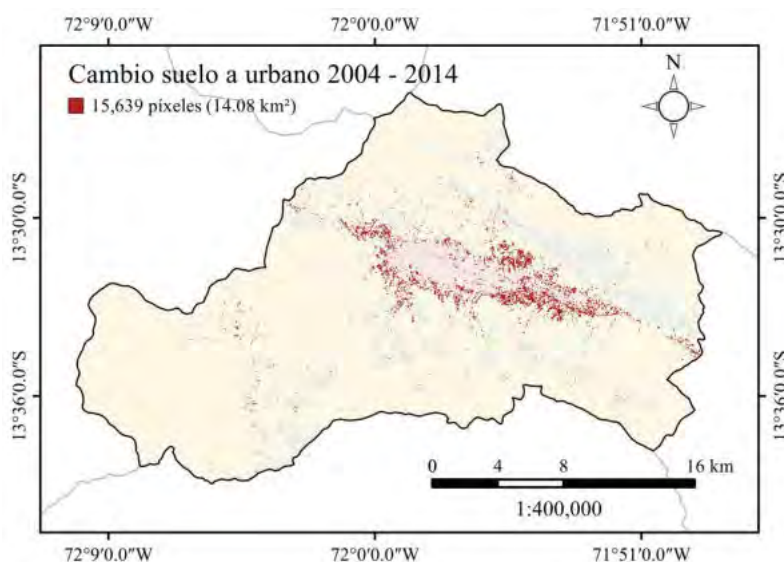 72°9'0.0"W 72°0'0.0"W 71°51'0.0"W
Cambio suelo a urbano 2004 - 2014
15,639 píxeles (14.08 km²)
N
13°30'0.0"S 13°30'0.0"S
13°36'0.0"S 13°36'0.0"S
0 4 8 16 km
1:400,000
72°9'0.0"W 72°0'0.0"W 71°51'0.0"W